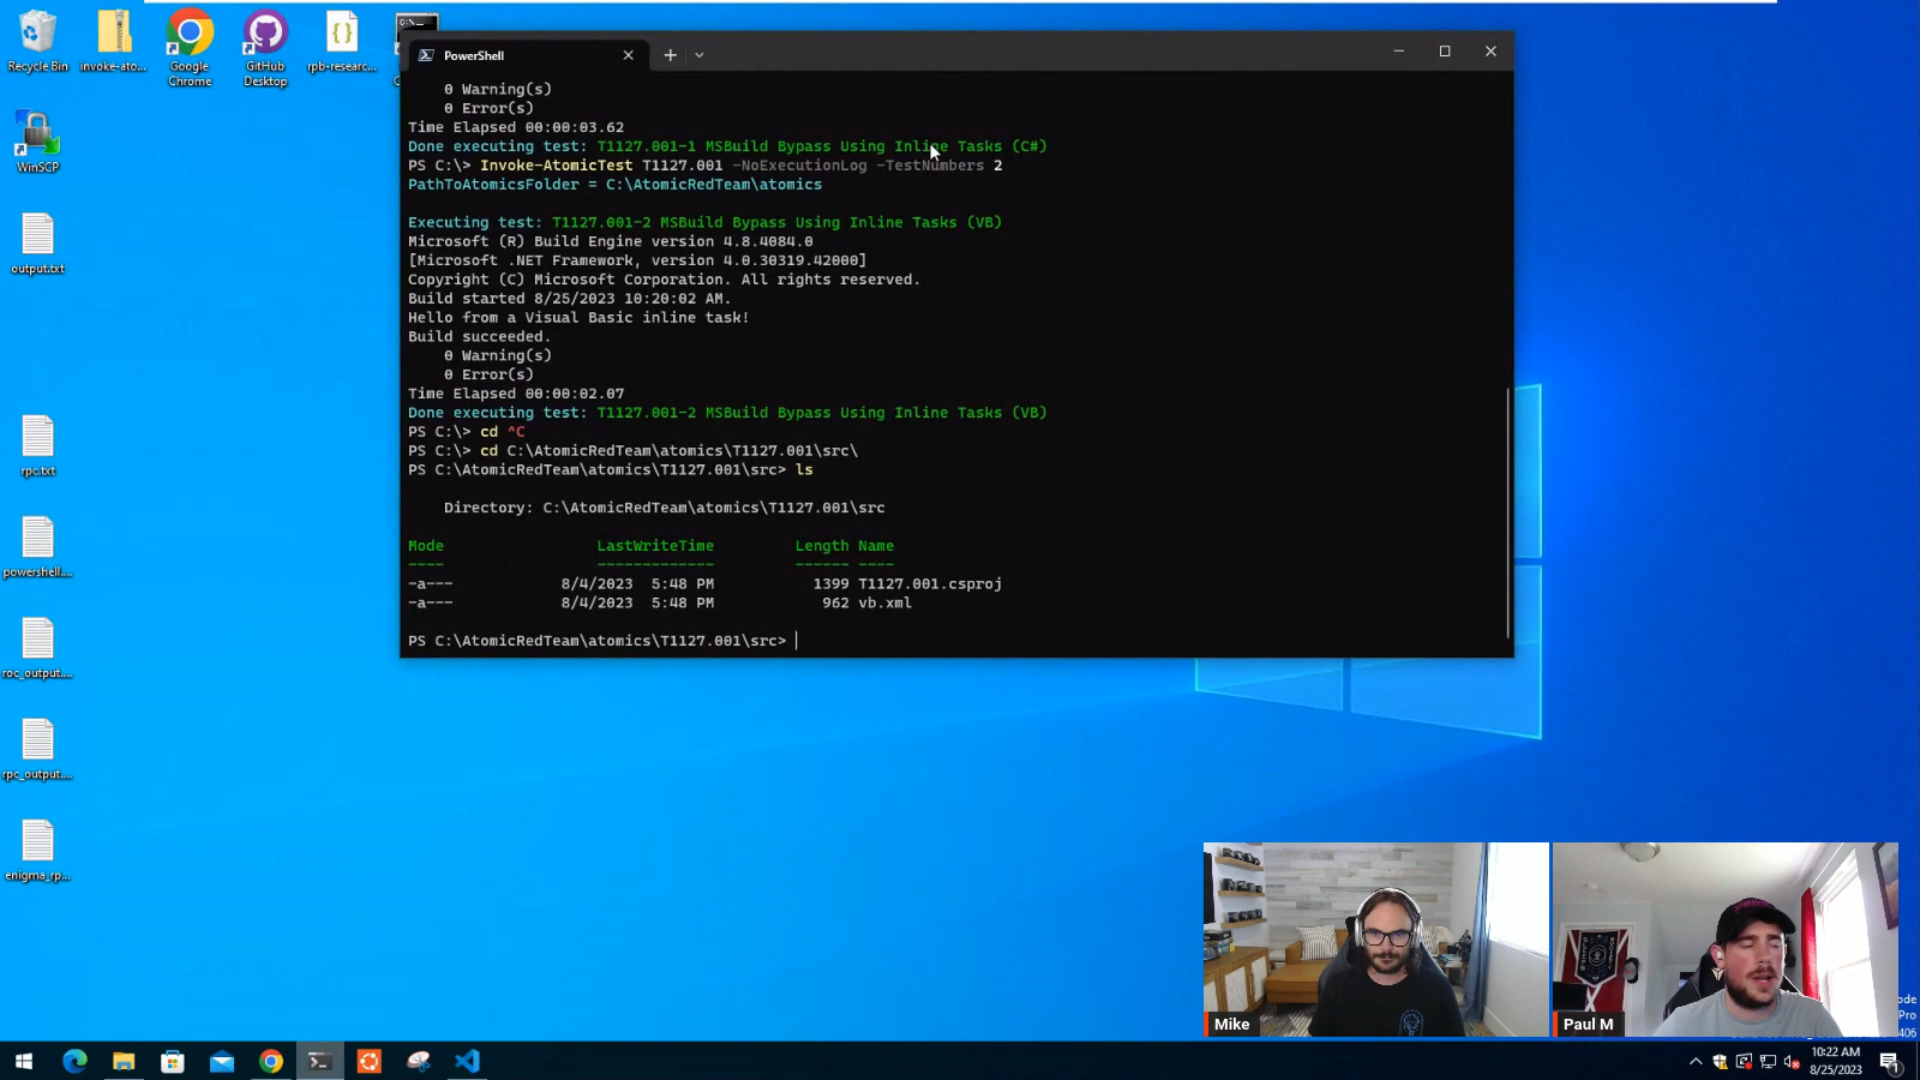 Recycle Bin
invoke-ato...
Google Chrome
GitHub Desktop
rpb-researc...
WinSCP
output.txt
rpc.txt
powershell....
roc_output....
rpc_output....
enigma_rp...
PowerShell
0 Warning(s)
0 Error(s)
Time Elapsed 00:00:03.62
Done executing test: T1127.001-1 MSBuild Bypass Using Inline Tasks (C#)
PS C:\> Invoke-AtomicTest T1127.001 -NoExecutionLog -TestNumbers 2
PathToAtomicsFolder = C:\AtomicRedTeam\atomics
Executing test: T1127.001-2 MSBuild Bypass Using Inline Tasks (VB)
Microsoft (R) Build Engine version 4.8.4084.0
[Microsoft .NET Framework, version 4.0.30319.42000]
Copyright (C) Microsoft Corporation. All rights reserved.
Build started 8/25/2023 10:20:02 AM.
Hello from a Visual Basic inline task!
Build succeeded.
0 Warning(s)
0 Error(s)
Time Elapsed 00:00:02.07
Done executing test: T1127.001-2 MSBuild Bypass Using Inline Tasks (VB)
PS C:\> cd ^C
PS C:\> cd C:\AtomicRedTeam\atomics\T1127.001\src\
PS C:\AtomicRedTeam\atomics\T1127.001\src> ls
Directory: C:\AtomicRedTeam\atomics\T1127.001\src
Mode LastWriteTime Length Name
---- ------------- ------ ----
-a--- 8/4/2023 5:48 PM 1399 T1127.001.csproj
-a--- 8/4/2023 5:48 PM 962 vb.xml
PS C:\AtomicRedTeam\atomics\T1127.001\src>
Mike
Paul M
ode
Pro
406
10:22 AM
8/25/2023
1